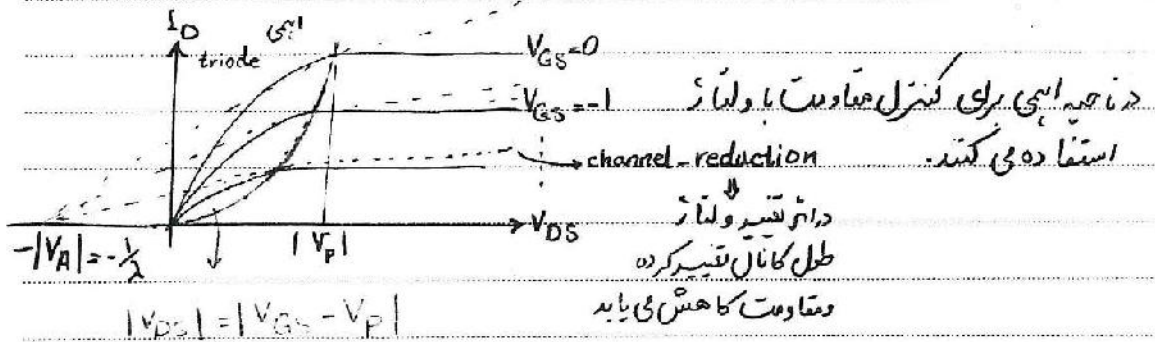 I_D
triode
اهمی
V_GS=0
V_GS=-1
در ناحیه اهمی برای کنترل مقاومت با ولتاژ
استفاده می کنند.
channel-reduction
⇓
V_DS
در اثر تغییر ولتاژ
طول کانال تغییر کرده
ومقاومت کاهش می یابد
-|V_A|=-1/λ
|V_P|
|V_DS| = |V_GS - V_P|